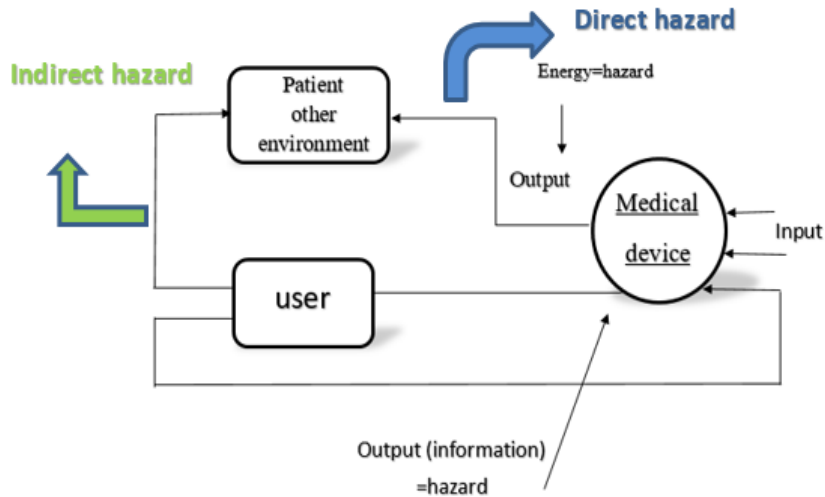 Direct hazard
Indirect hazard
Energy=hazard
Patient
other
environment
Output
Medical
device
Input
user
Output (information)
=hazard